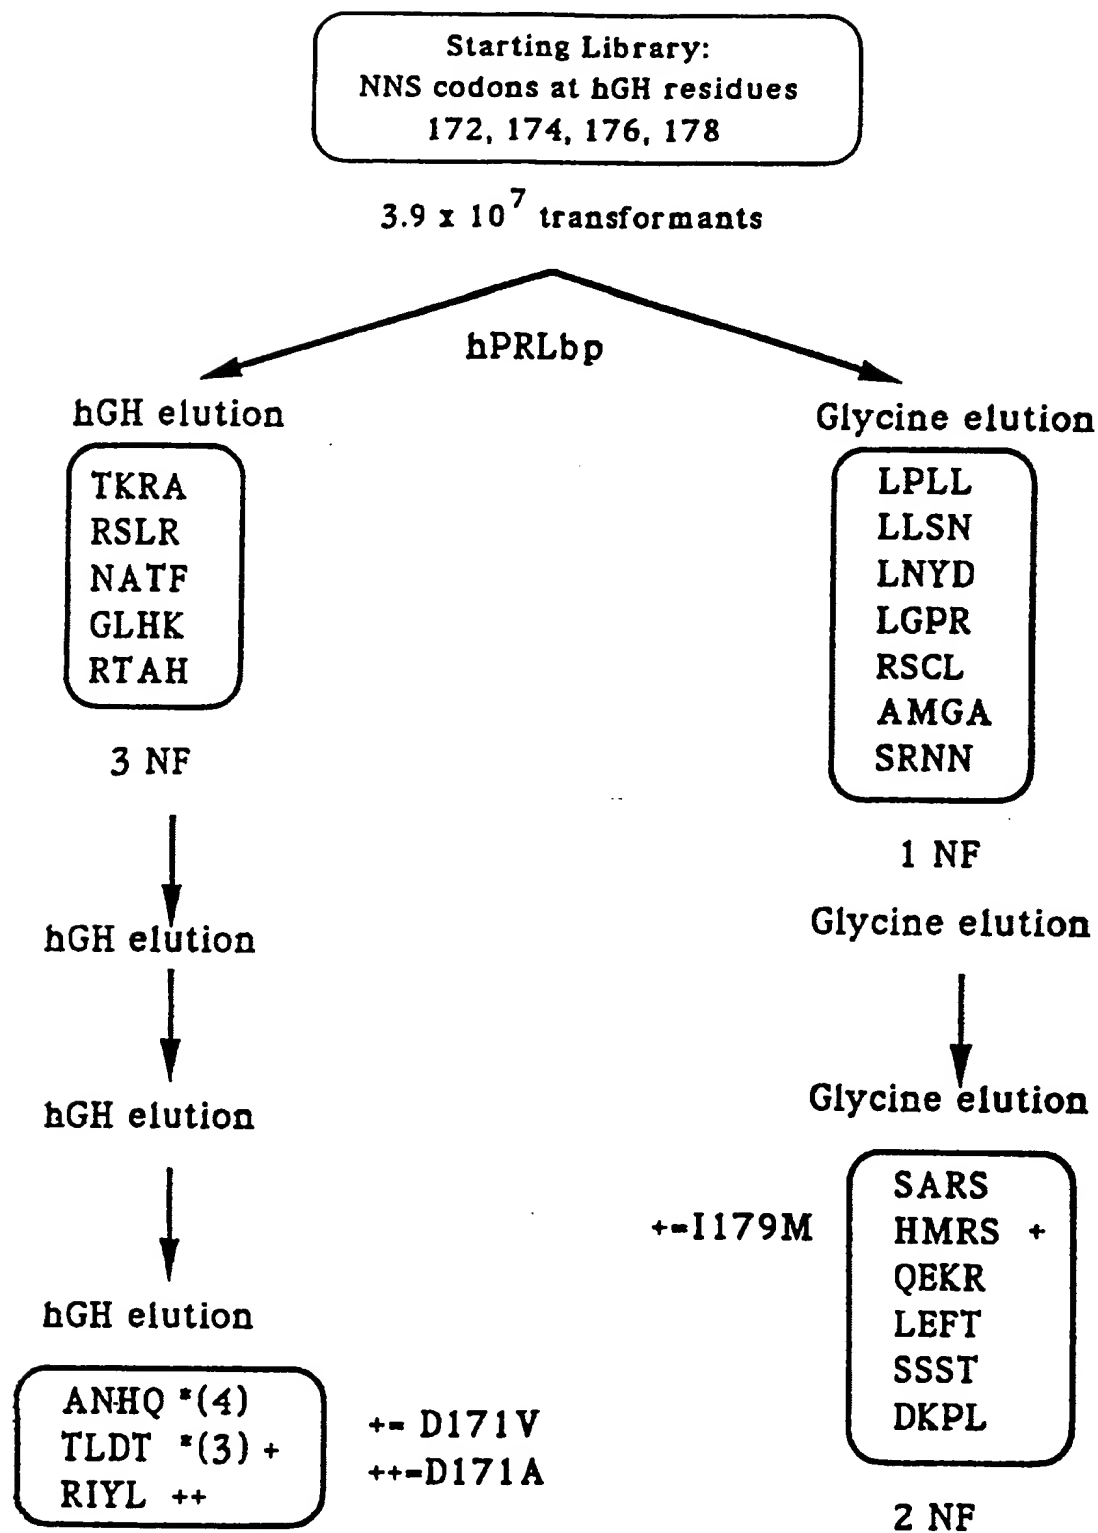 Starting Library:
NNS codons at hGH residues
172, 174, 176, 178
3.9 x 10^7 transformants
hPRLbp
hGH elution
TKRA
RSLR
NATF
GLHK
RTAH
3 NF
hGH elution
hGH elution
hGH elution
ANHQ *(4)
TLDT *(3) +
RIYL ++
+= D171V
++=D171A
Glycine elution
LPLL
LLSN
LNYD
LGPR
RSCL
AMGA
SRNN
1 NF
Glycine elution
Glycine elution
+=I179M
SARS
HMRS +
QEKR
LEFT
SSST
DKPL
2 NF